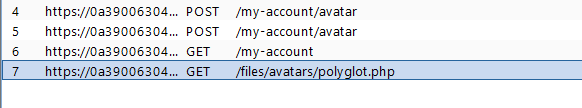 4 https://0a39006304... POST /my-account/avatar
5 https://0a39006304... POST /my-account/avatar
6 https://0a39006304... GET /my-account
7 https://0a39006304... GET /files/avatars/polyglot.php